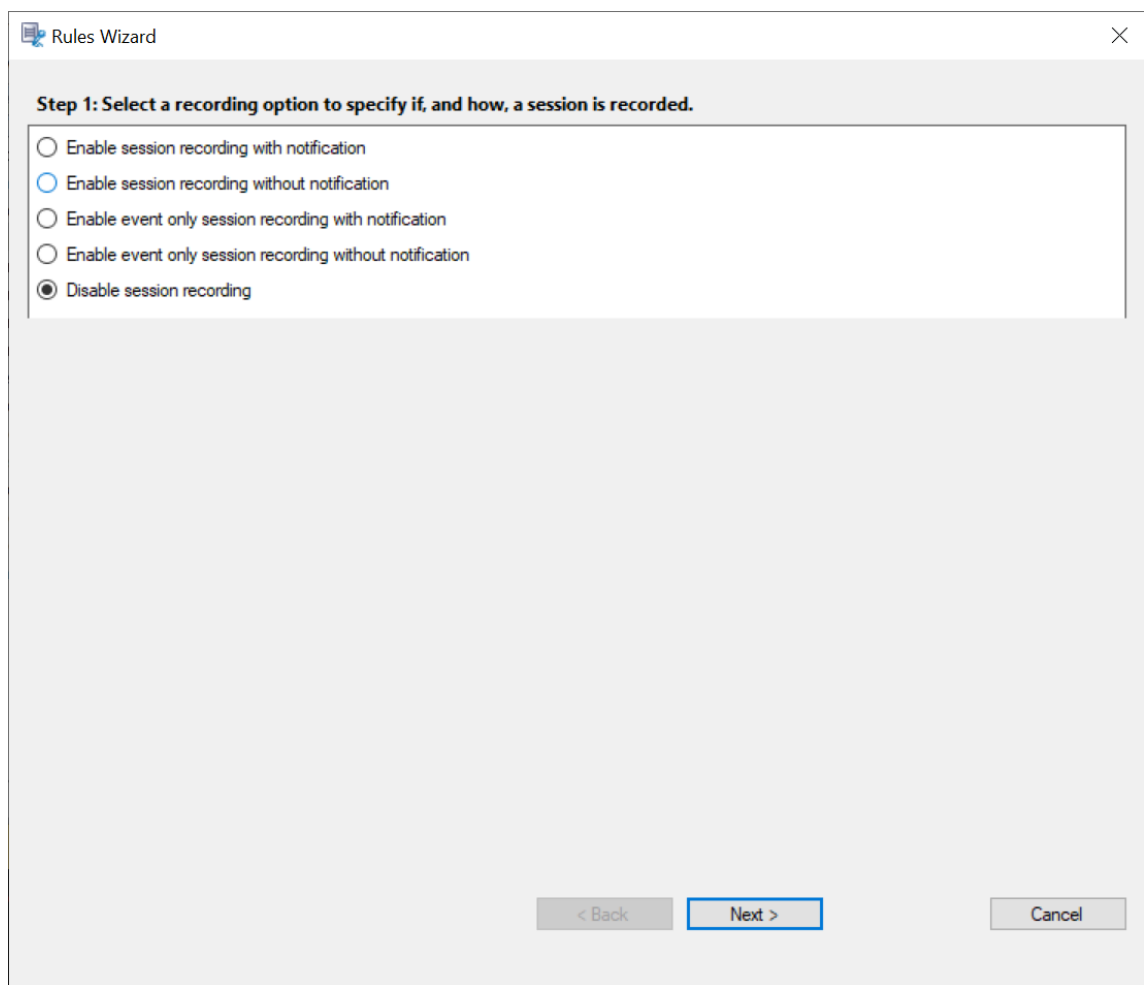 Rules Wizard
Step 1: Select a recording option to specify if, and how, a session is recorded.
Enable session recording with notification
Enable session recording without notification
Enable event only session recording with notification
Enable event only session recording without notification
Disable session recording
< Back
Next >
Cancel